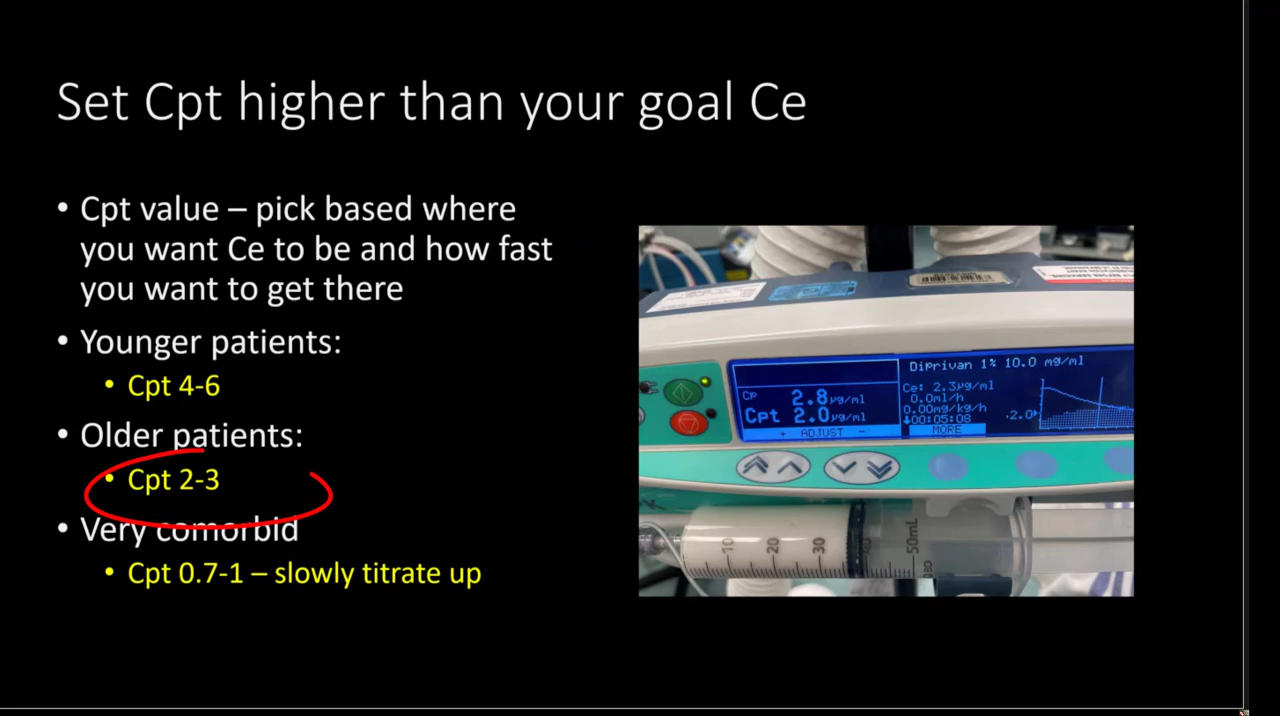 Set Cpt higher than your goal Ce
• Cpt value – pick based where
you want Ce to be and how fast
you want to get there
• Younger patients:
• Cpt 4-6
• Older patients:
• Cpt 2-3
• Very comorbid
• Cpt 0.7-1 – slowly titrate up
Diprivan 1% 10.0 mg/ml
Cp 2.8µg/ml
Cpt 2.0µg/ml
+ ADJUST -
Ce: 2.3µg/ml
0.0ml/h
0.00mg/kg/h
↓00:05:08
MORE
2.0
10 20 30 50mL
BD